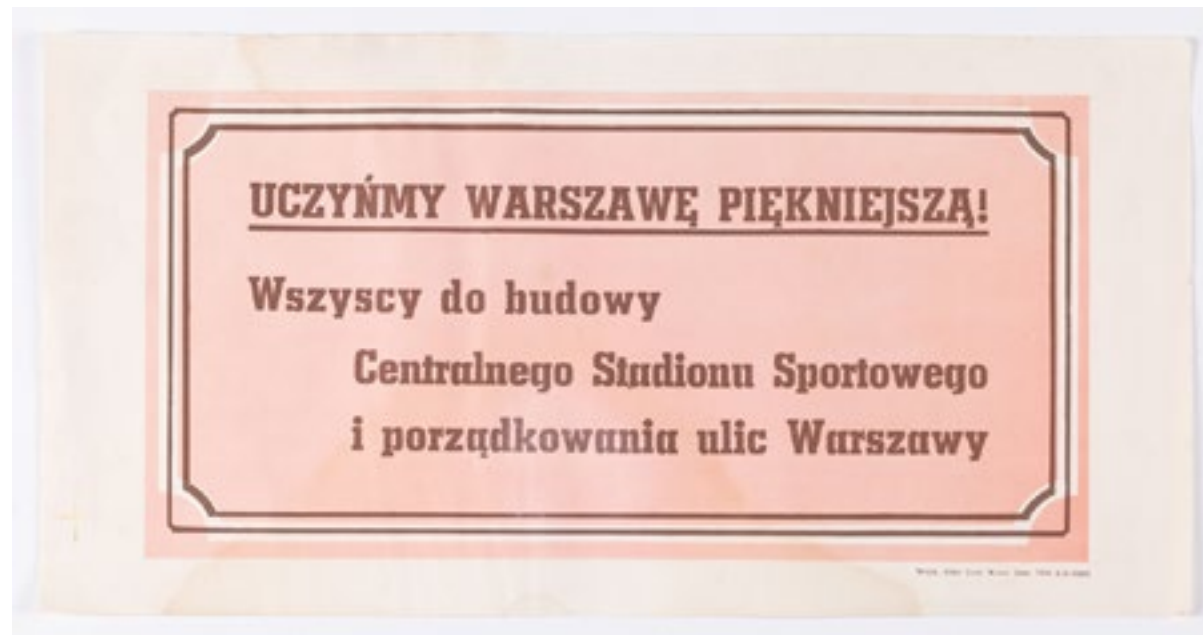 UCZYŃMY WARSZAWĘ PIĘKNIEJSZĄ!
Wszyscy do budowy
Centralnego Stadionu Sportowego
i porządkowania ulic Warszawy